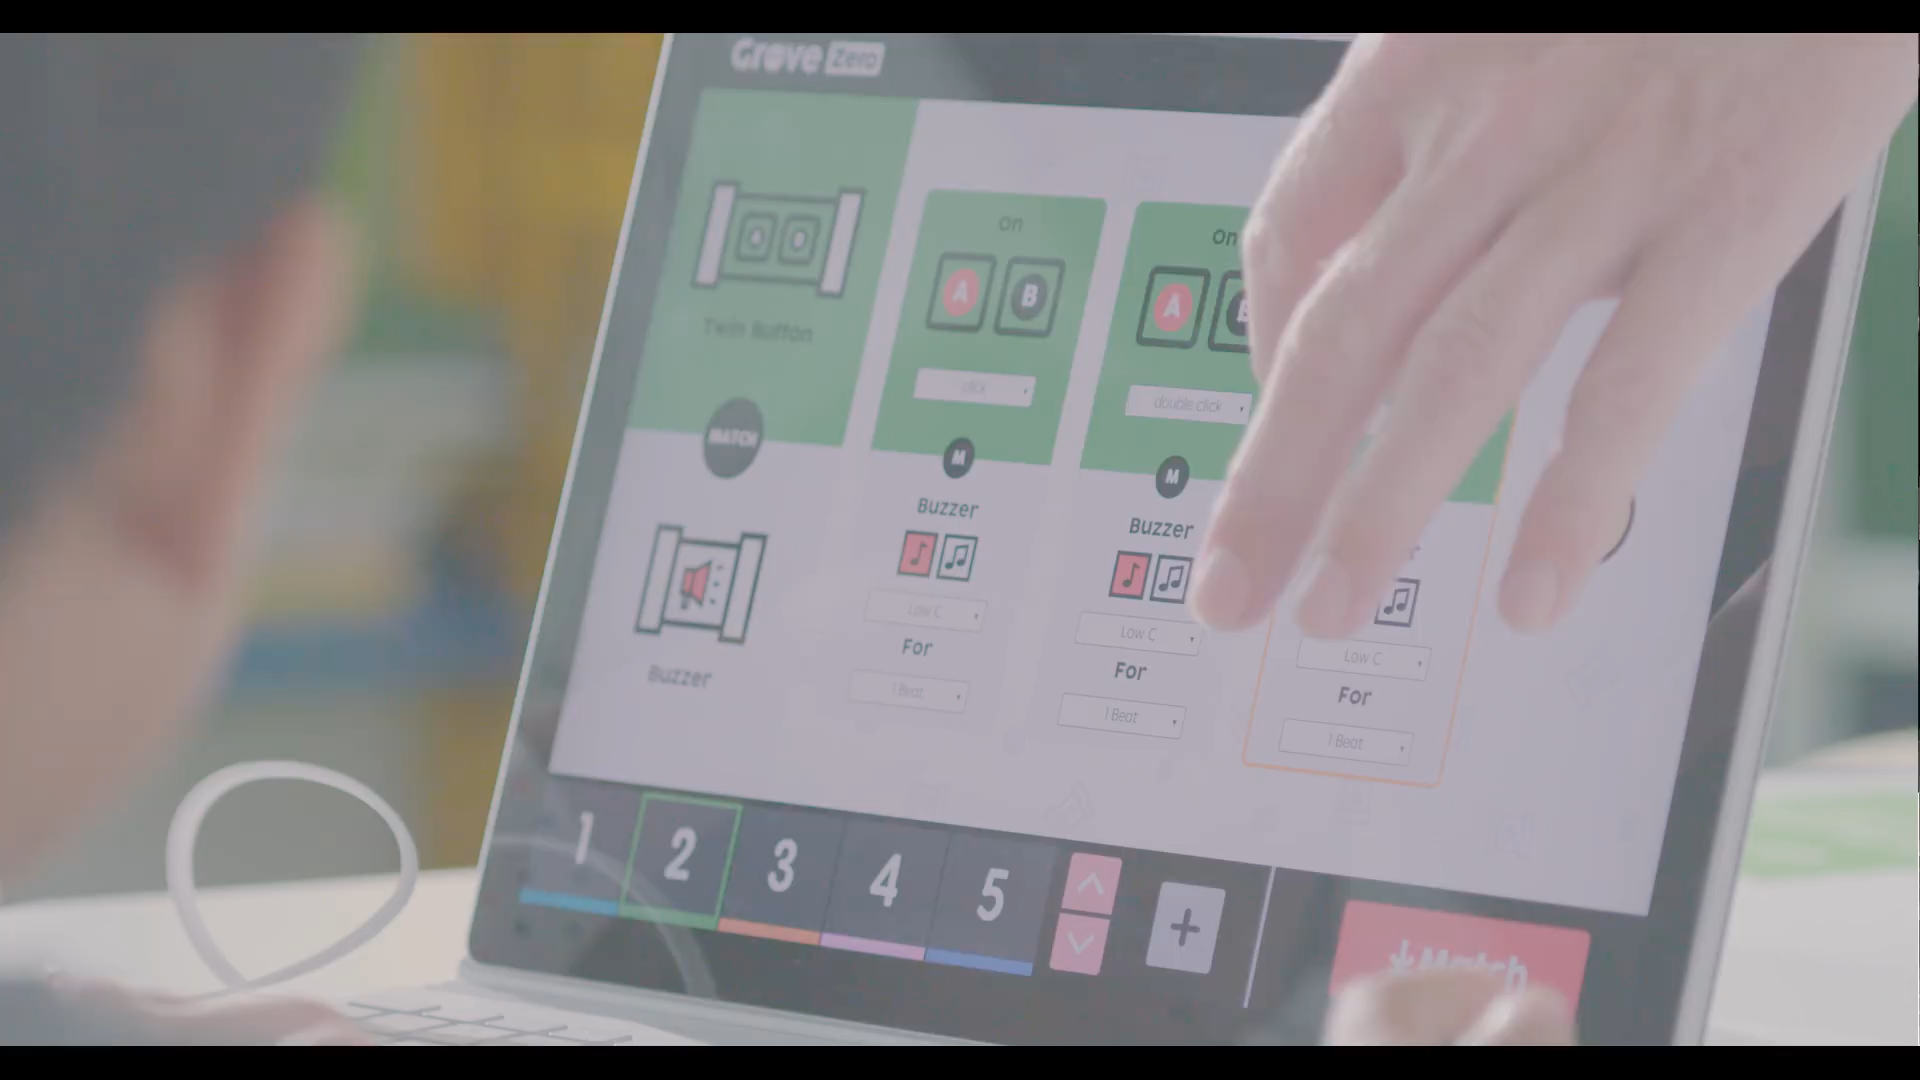 Grove Zero
Twin Button
MATCH
Buzzer
On
A B
click
M
Buzzer
Low C
For
1 Beat
On
A B
double click
M
Buzzer
Low C
For
1 Beat
Low C
For
1 Beat
1 2 3 4 5
+
Match